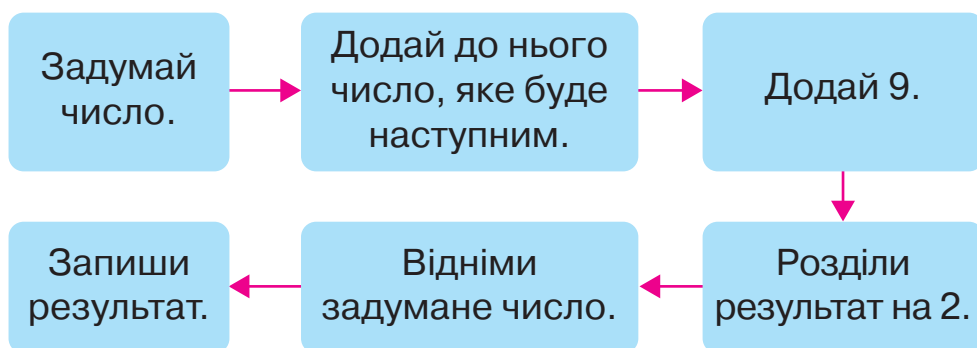 Задумай
число.
Додай до нього
число, яке буде
наступним.
Додай 9.
Розділи
результат на 2.
Відніми
задумане число.
Запиши
результат.